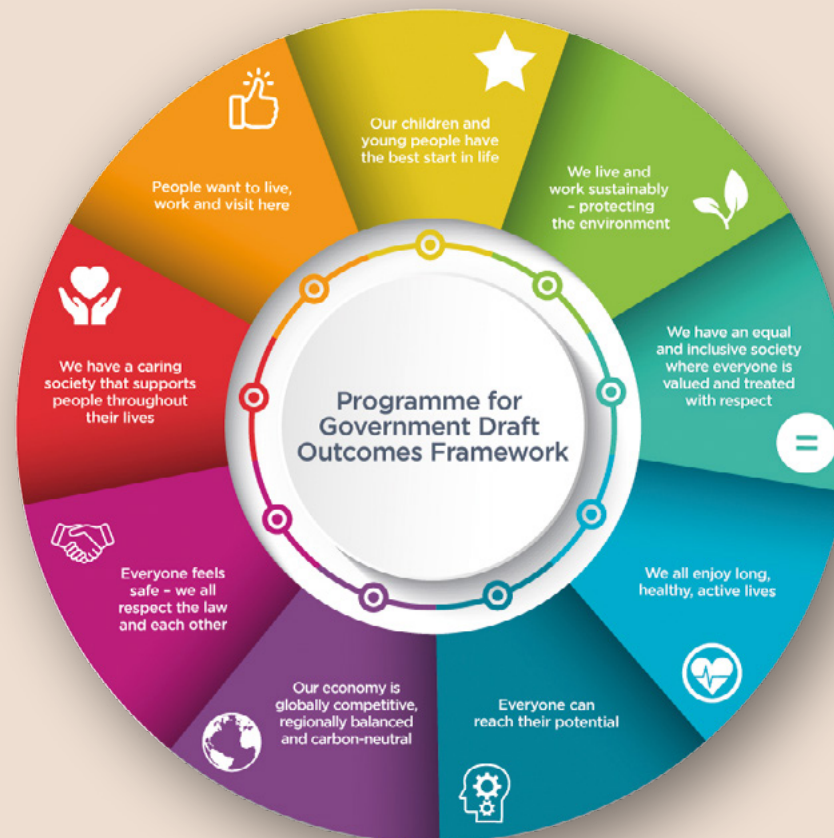 Our children and
young people have
the best start in life
We live and
work sustainably
– protecting
the environment
We have an equal
and inclusive society
where everyone is
valued and treated
with respect
We all enjoy long,
healthy, active lives
Everyone can
reach their potential
Our economy is
globally competitive,
regionally balanced
and carbon-neutral
Everyone feels
safe – we all
respect the law
and each other
We have a caring
society that supports
people throughout
their lives
People want to live,
work and visit here
Programme for
Government Draft
Outcomes Framework